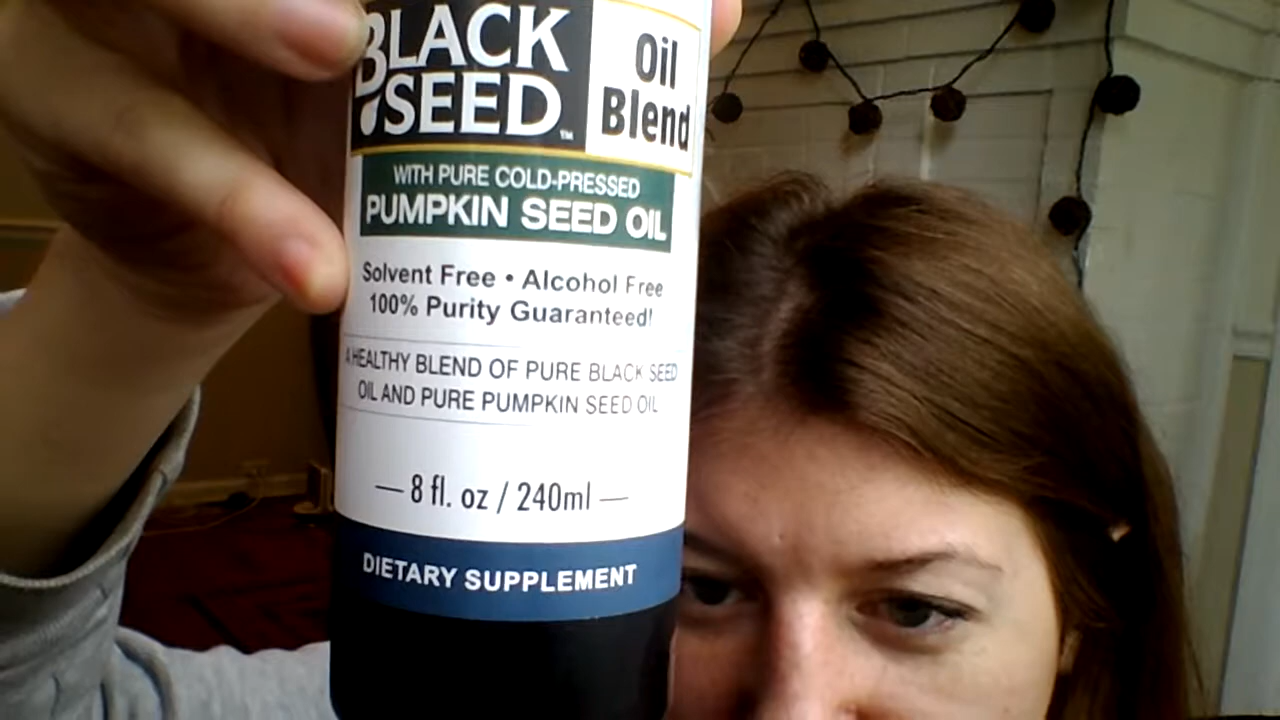 BLACK
SEED™
Oil
Blend
WITH PURE COLD-PRESSED
PUMPKIN SEED OIL
Solvent Free • Alcohol Free
100% Purity Guaranteed!
A HEALTHY BLEND OF PURE BLACK SEED
OIL AND PURE PUMPKIN SEED OIL
— 8 fl. oz / 240ml —
DIETARY SUPPLEMENT